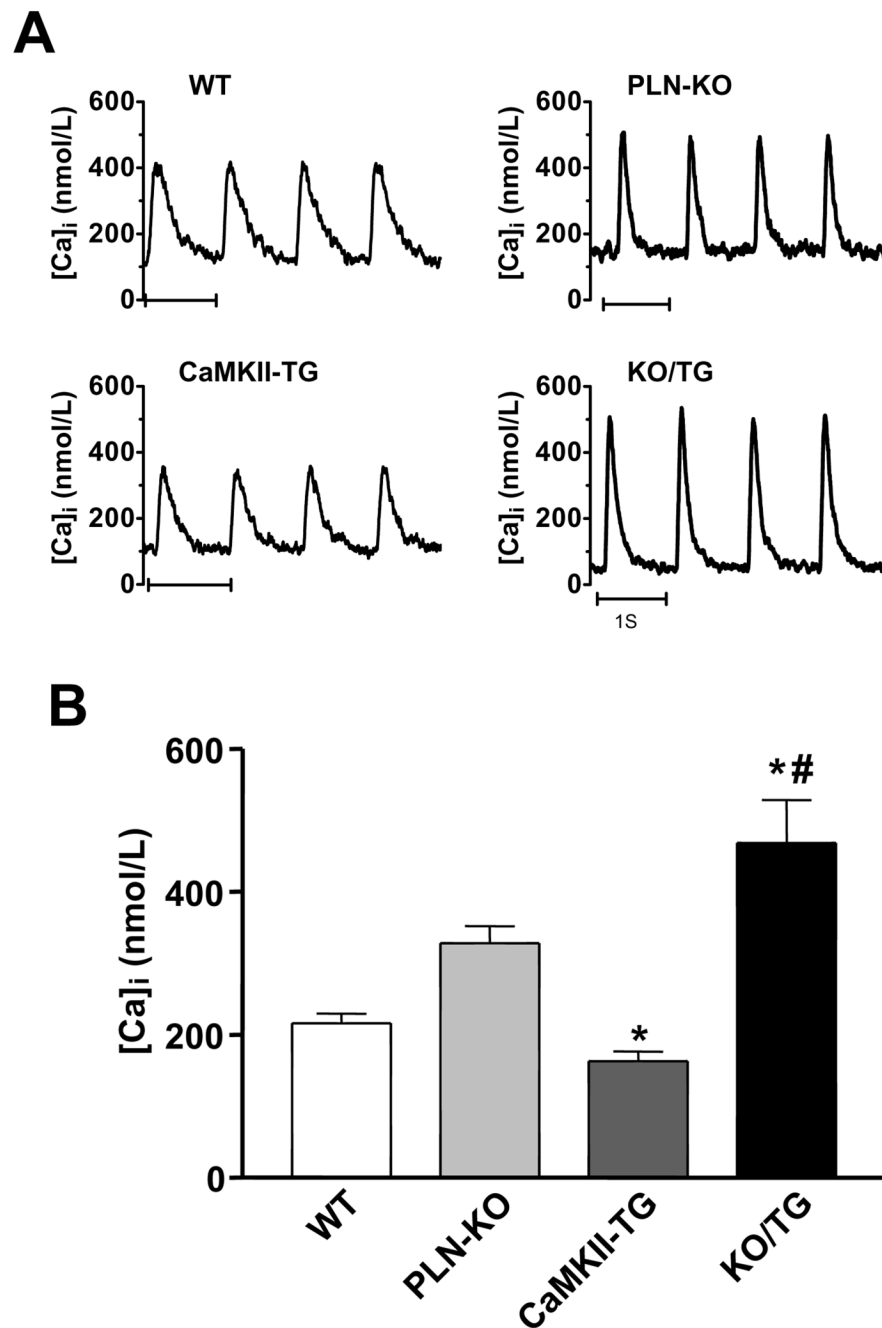 A
WT
[Ca]i (nmol/L)
600
400
200
0
PLN-KO
[Ca]i (nmol/L)
600
400
200
0
CaMKII-TG
[Ca]i (nmol/L)
600
400
200
0
KO/TG
[Ca]i (nmol/L)
600
400
200
0
1S
B
[Ca]i (nmol/L)
600
400
200
0
*
*#
WT
PLN-KO
CaMKII-TG
KO/TG